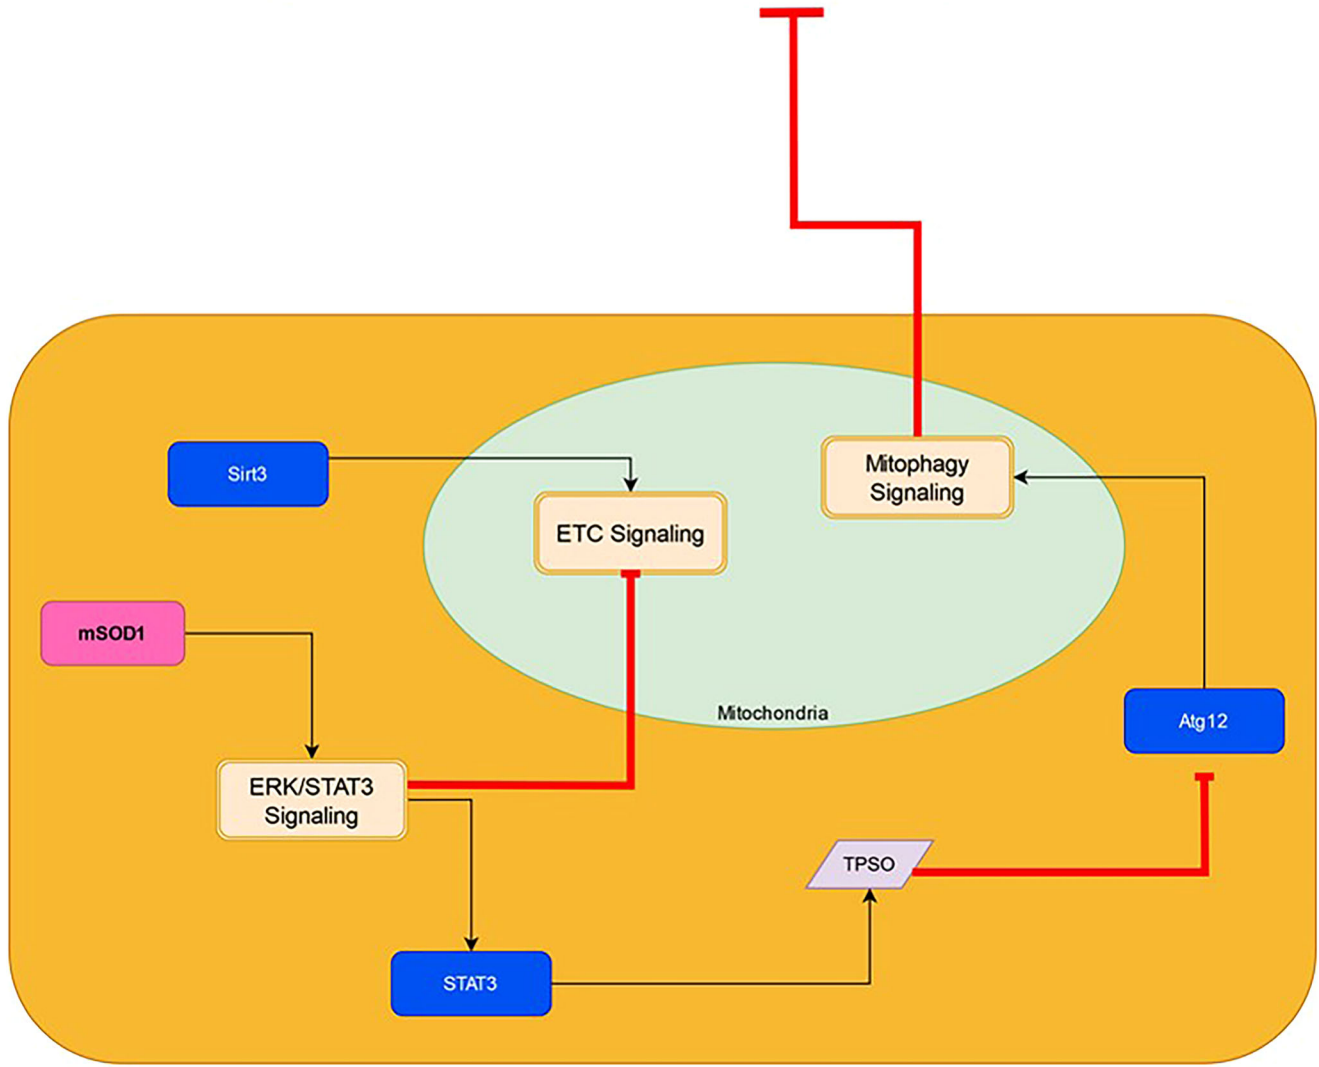 Sirt3
Mitophagy
Signaling
ETC Signaling
mSOD1
Mitochondria
Atg12
ERK/STAT3
Signaling
TPSO
STAT3